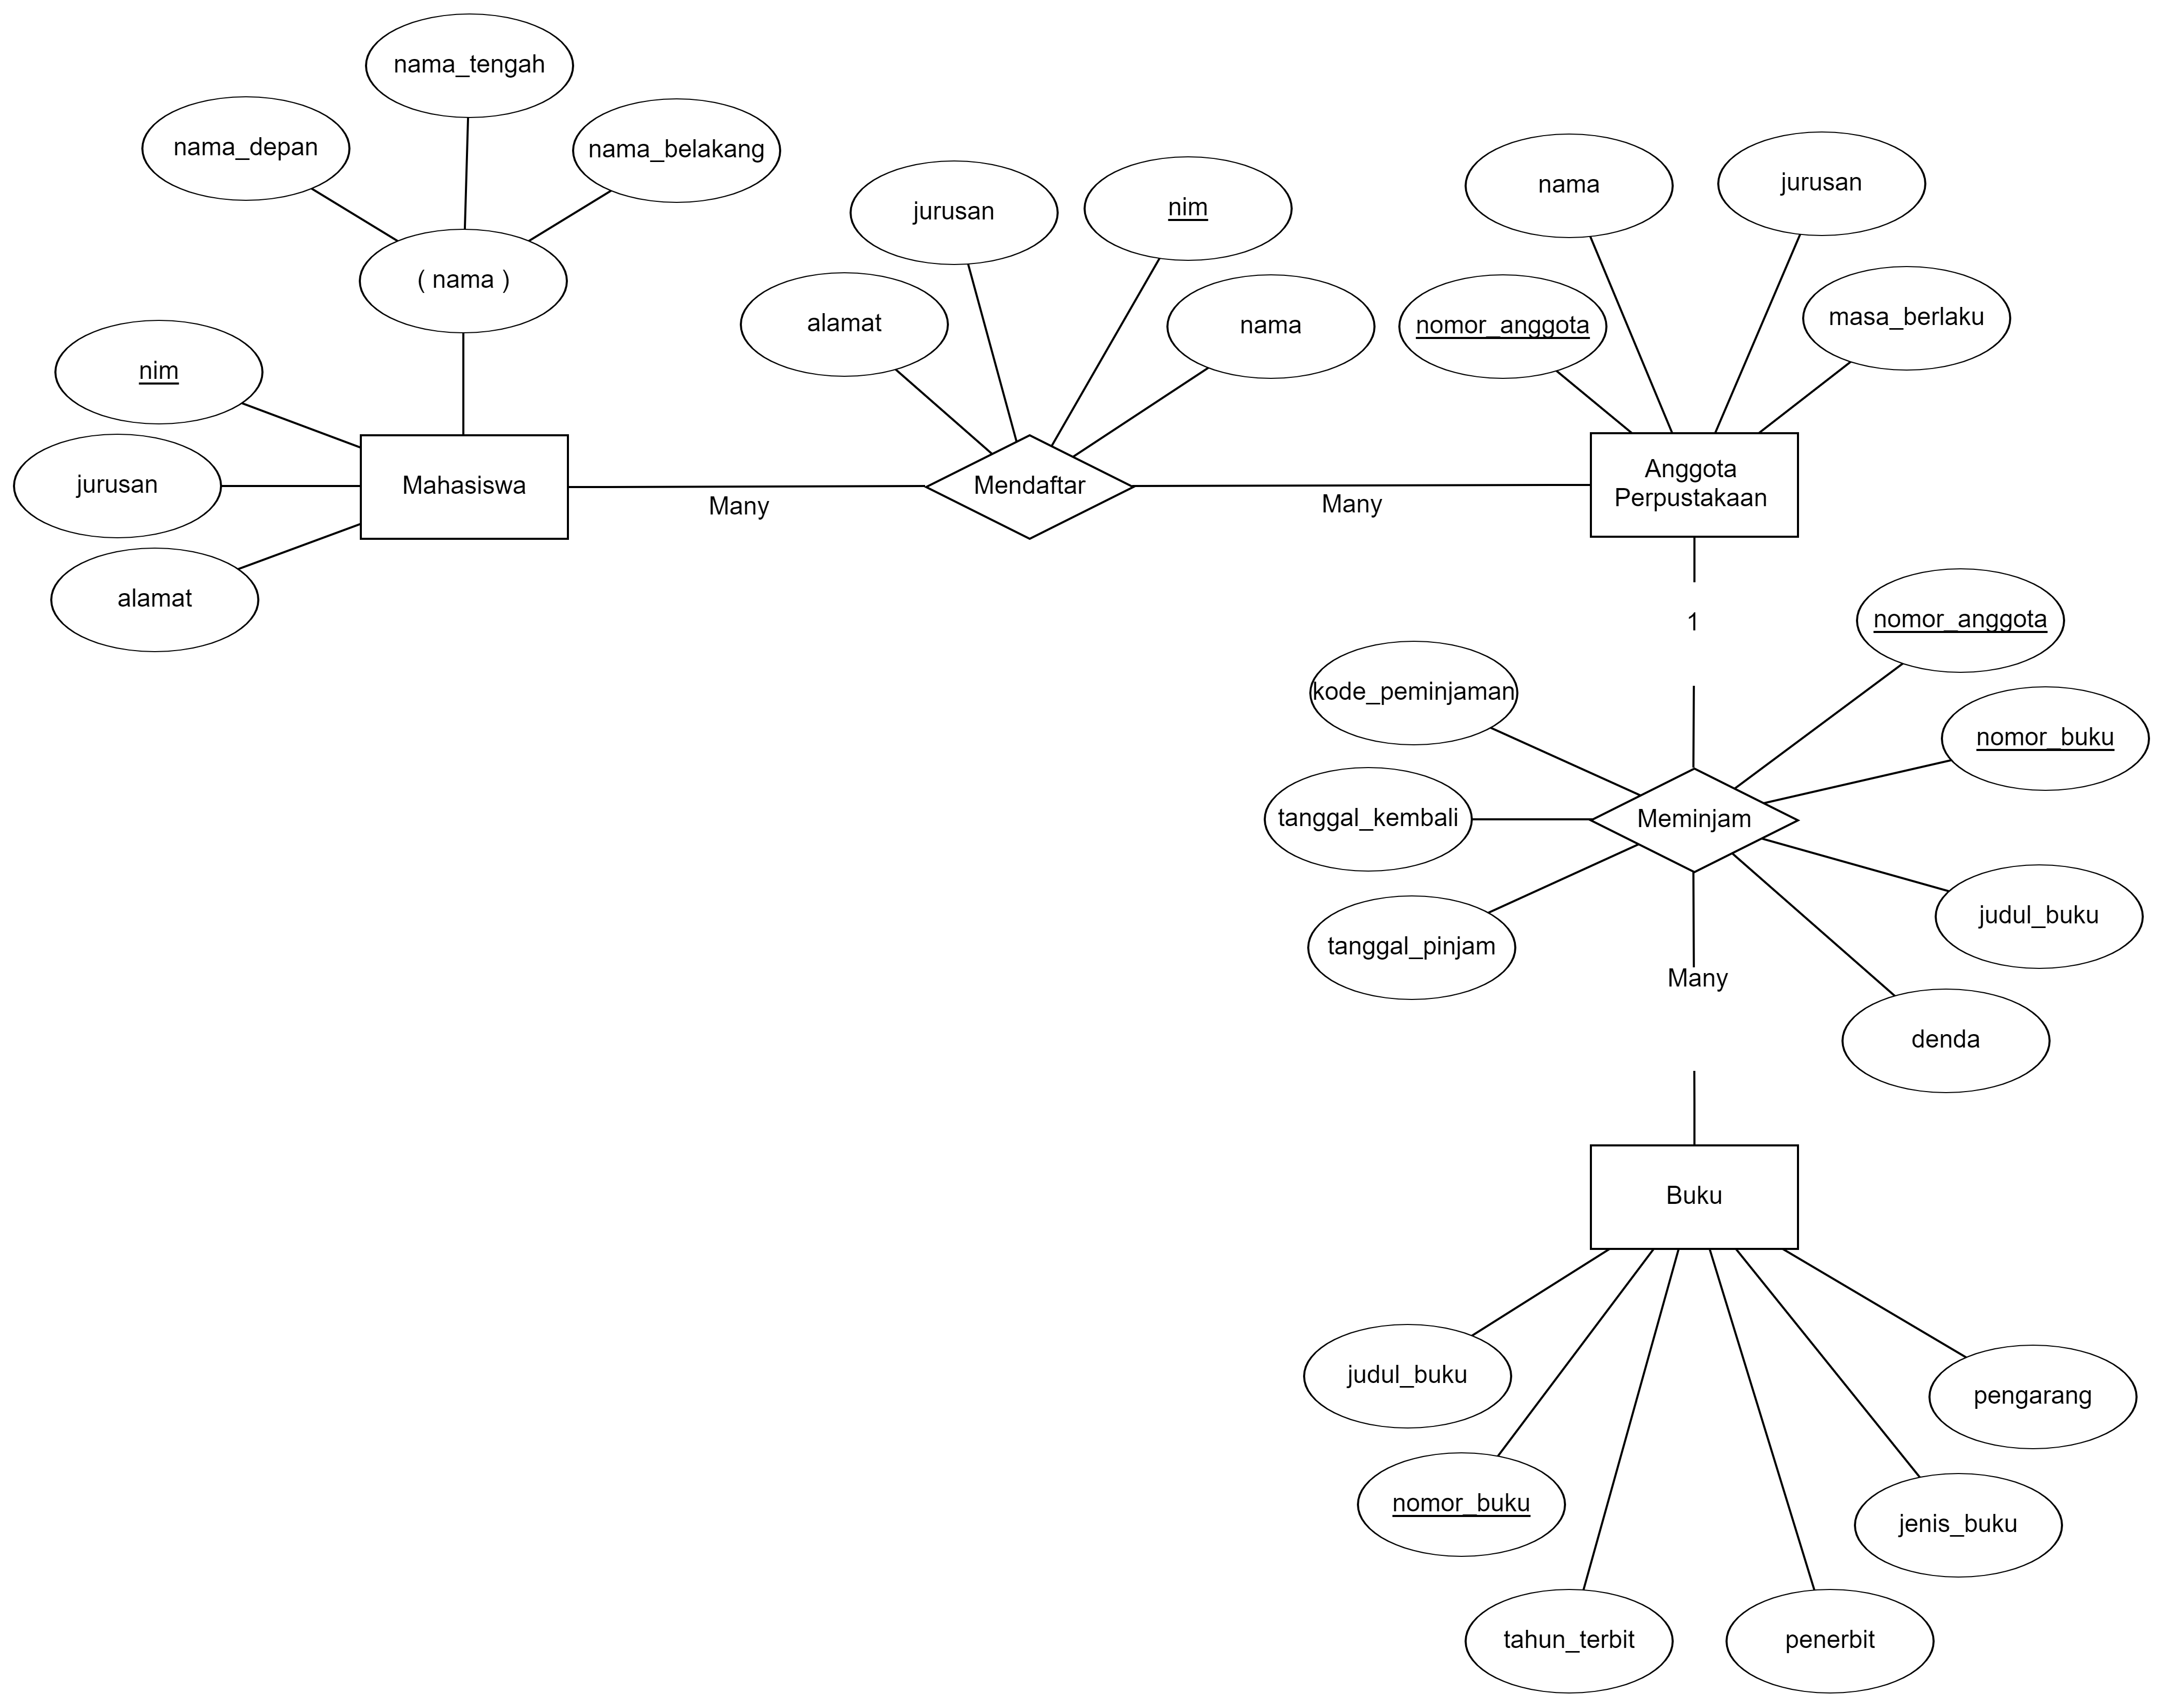 nama_tengah
nama_depan
nama_belakang
( nama )
nim
jurusan
alamat
Mahasiswa
Many
jurusan
nim
alamat
nama
Mendaftar
Many
nama
jurusan
nomor_anggota
masa_berlaku
Anggota
Perpustakaan
1
nomor_anggota
kode_peminjaman
nomor_buku
tanggal_kembali
Meminjam
judul_buku
tanggal_pinjam
Many
denda
Buku
judul_buku
pengarang
nomor_buku
jenis_buku
tahun_terbit
penerbit